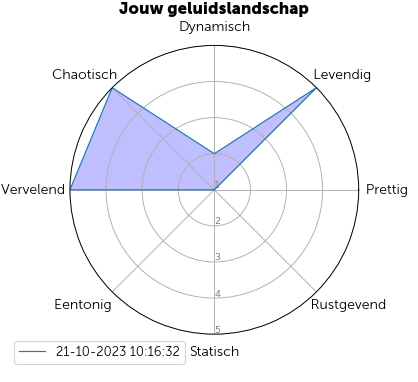 Jouw geluidslandschap
Dynamisch
Chaotisch
Levendig
Vervelend
1
Prettig
2
3
4
Eentonig
Rustgevend
5
21-10-2023 10:16:32
Statisch